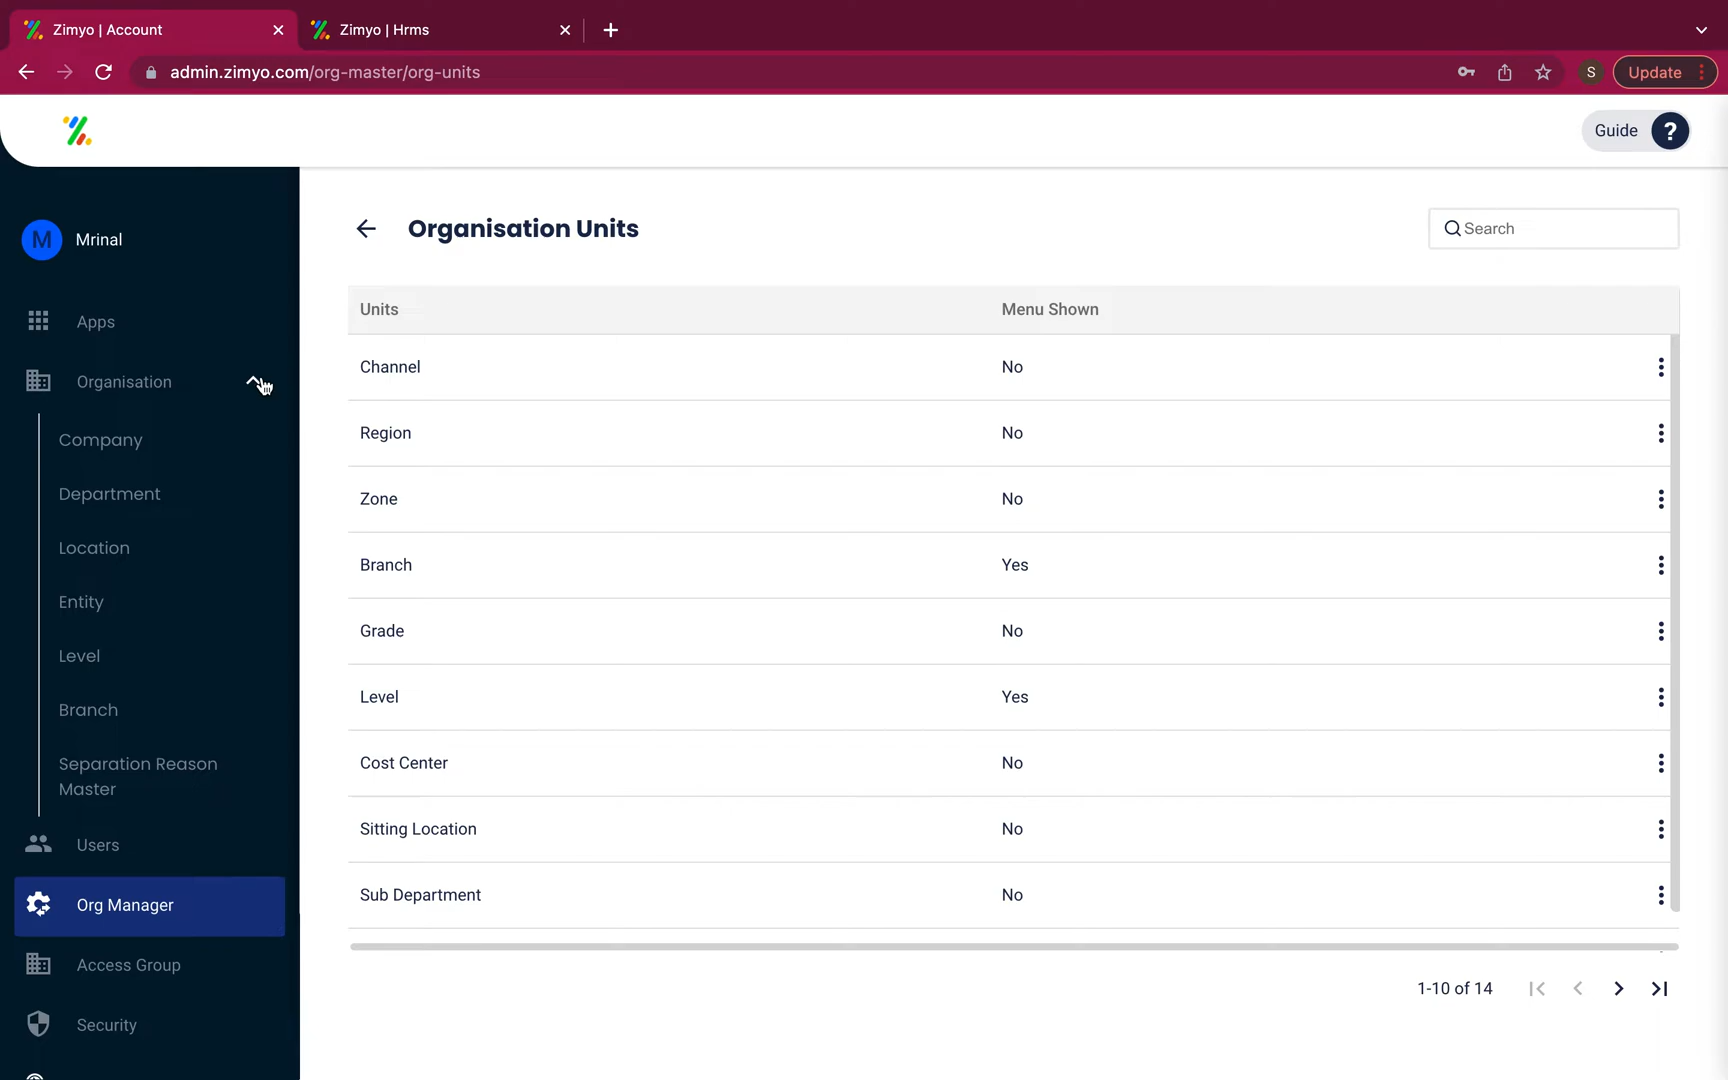 Zimyo | Account
Zimyo | Hrms
admin.zimyo.com/org-master/org-units
S
Update
Guide ?
M Mrinal
Apps
Organisation
Company
Department
Location
Entity
Level
Branch
Separation Reason
Master
Users
Org Manager
Access Group
Security
Organisation Units
Search
Units Menu Shown
Channel No
Region No
Zone No
Branch Yes
Grade No
Level Yes
Cost Center No
Sitting Location No
Sub Department No
1-10 of 14